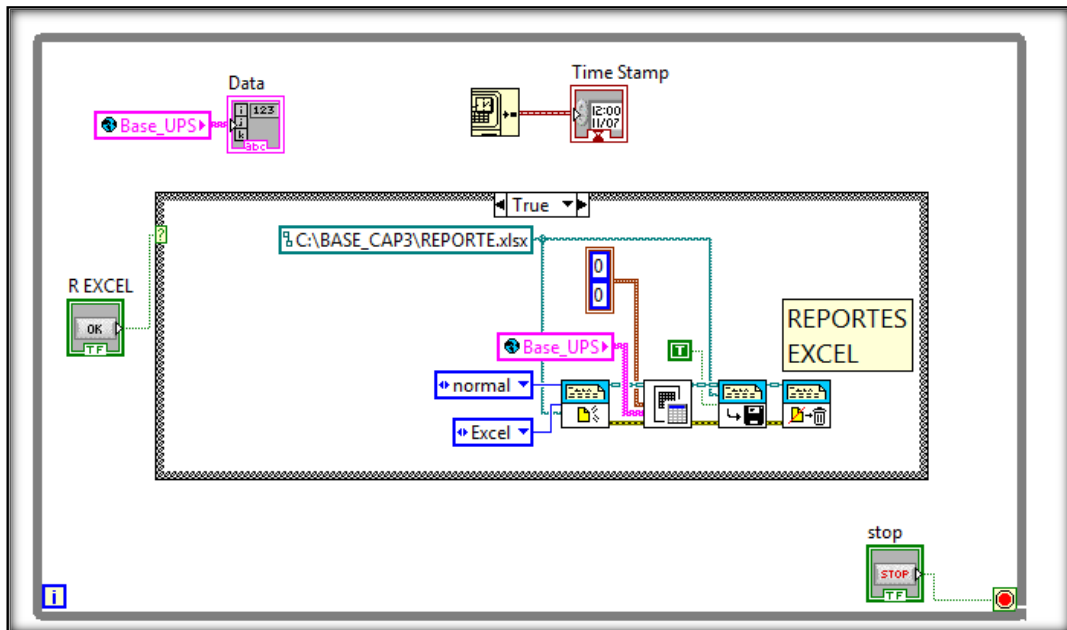 Data
Time Stamp
Base_UPS
123
i
j
k
abc
12:00
11/07
True
C:\BASE_CAP3\REPORTE.xlsx
?
0
0
R EXCEL
OK
TF
REPORTES
EXCEL
Base_UPS
T
normal
Excel
stop
STOP
TF
i